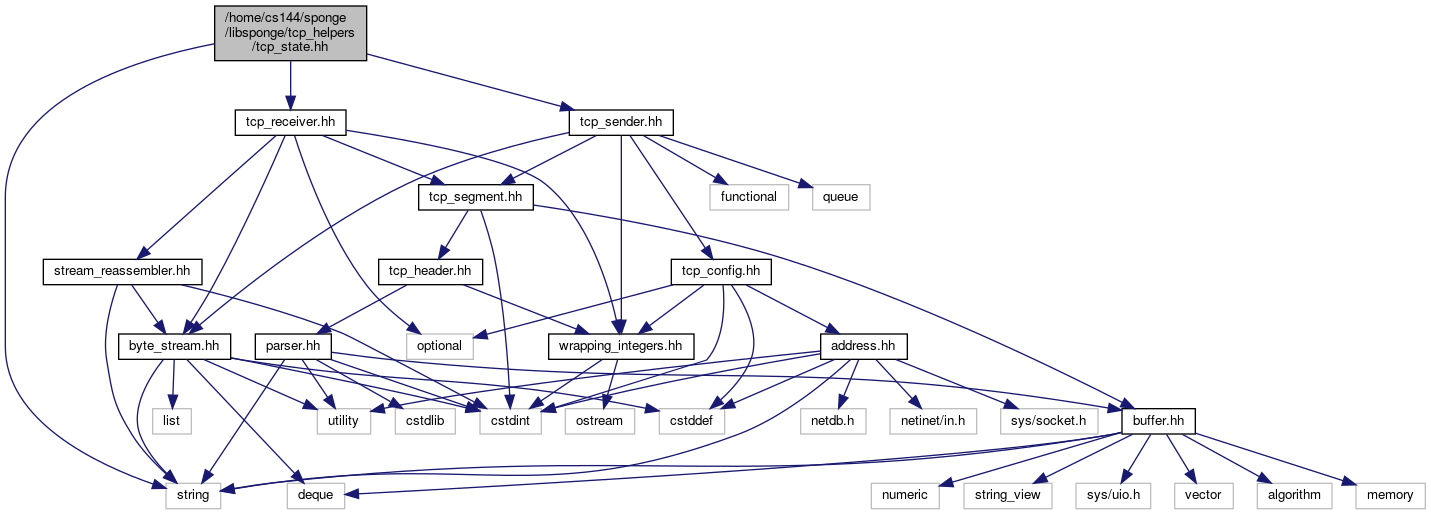 /home/cs144/sponge
/libsponge/tcp_helpers
/tcp_state.hh
tcp_receiver.hh
tcp_sender.hh
tcp_segment.hh
functional
queue
stream_reassembler.hh
tcp_header.hh
tcp_config.hh
byte_stream.hh
parser.hh
optional
wrapping_integers.hh
address.hh
list
utility
cstdlib
cstdint
ostream
cstddef
netdb.h
netinet/in.h
sys/socket.h
buffer.hh
string
deque
numeric
string_view
sys/uio.h
vector
algorithm
memory